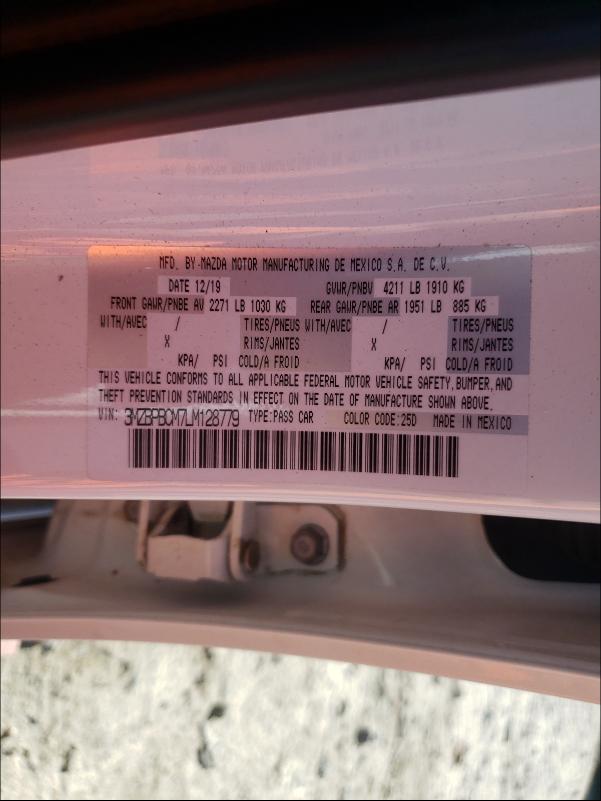 MFD. BY-MAZDA MOTOR MANUFACTURING DE MEXICO S.A. DE C.V.
DATE 12/19 GVWR/PNBV 4211 LB 1910 KG
FRONT GAWR/PNBE AV 2271 LB 1030 KG REAR GAWR/PNBE AR 1951 LB 885 KG
WITH/AVEC / TIRES/PNEUS WITH/AVEC / TIRES/PNEUS
X RIMS/JANTES X RIMS/JANTES
KPA/ PSI COLD/A FROID KPA/ PSI COLD/A FROID
THIS VEHICLE CONFORMS TO ALL APPLICABLE FEDERAL MOTOR VEHICLE SAFETY, BUMPER, AND
THEFT PREVENTION STANDARDS IN EFFECT ON THE DATE OF MANUFACTURE SHOWN ABOVE.
VIN: 3MZBPBCM7LM128779 TYPE:PASS CAR COLOR CODE:25D MADE IN MEXICO